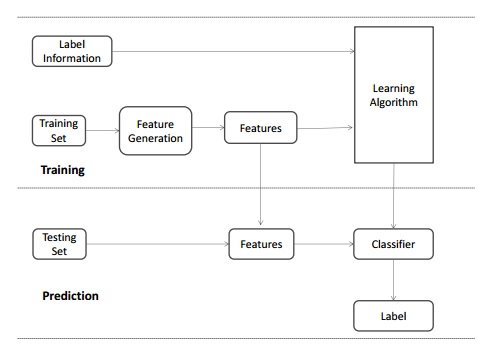 Label
Information
Learning
Algorithm
Training
Set
Feature
Generation
Features
Training
Testing
Set
Features
Classifier
Prediction
Label